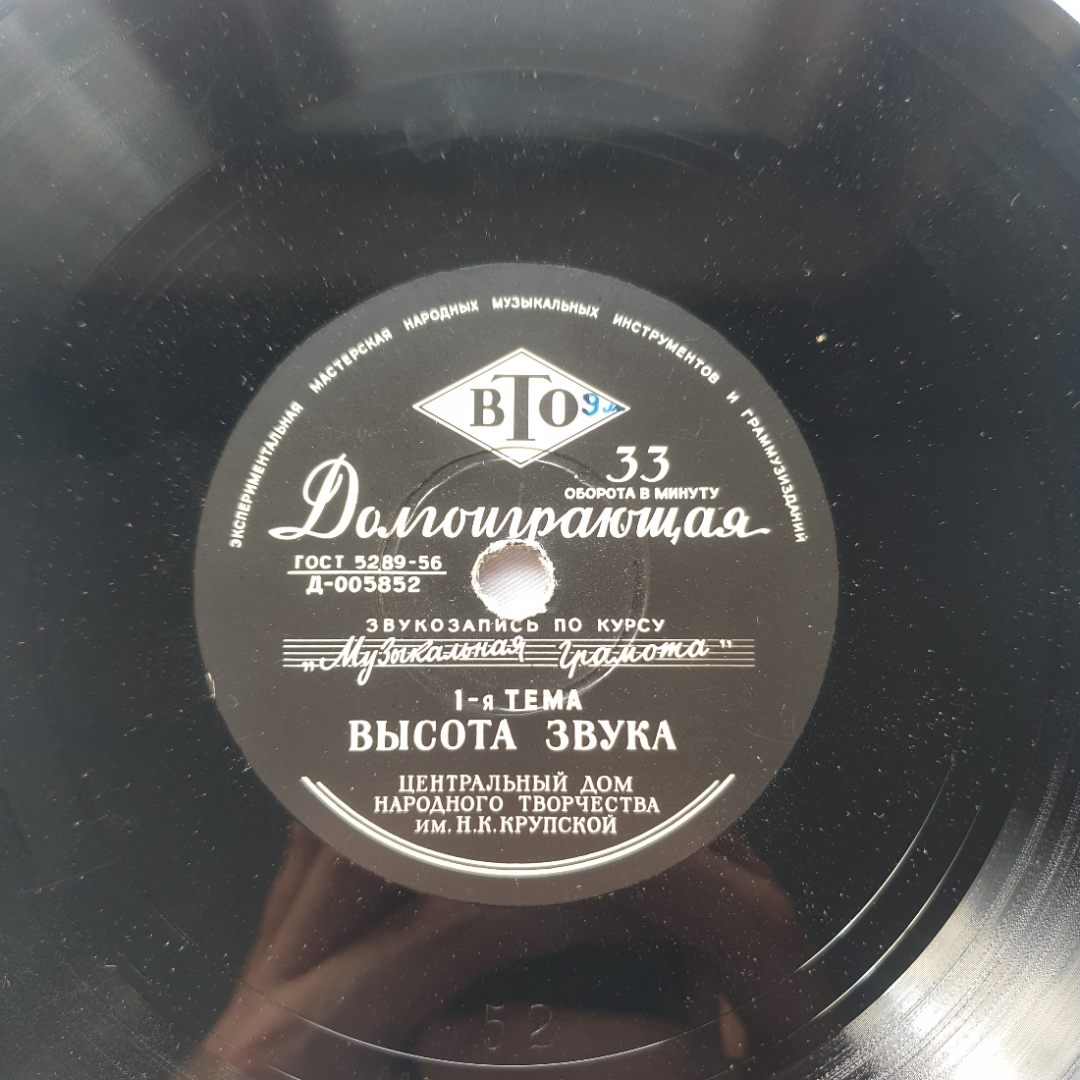 ЭКСПЕРИМЕНТАЛЬНАЯ МАСТЕРСКАЯ НАРОДНЫХ МУЗЫКАЛЬНЫХ ИНСТРУМЕНТОВ И ГРАММУЗИЗДАНИЙ
ВТО
33
ОБОРОТА В МИНУТУ
Долгоиграющая
ГОСТ 5289-56
Д-005852
ЗВУКОЗАПИСЬ ПО КУРСУ
„Музыкальная грамота"
1-я ТЕМА
ВЫСОТА ЗВУКА
ЦЕНТРАЛЬНЫЙ ДОМ
НАРОДНОГО ТВОРЧЕСТВА
им. Н.К.КРУПСКОЙ
52